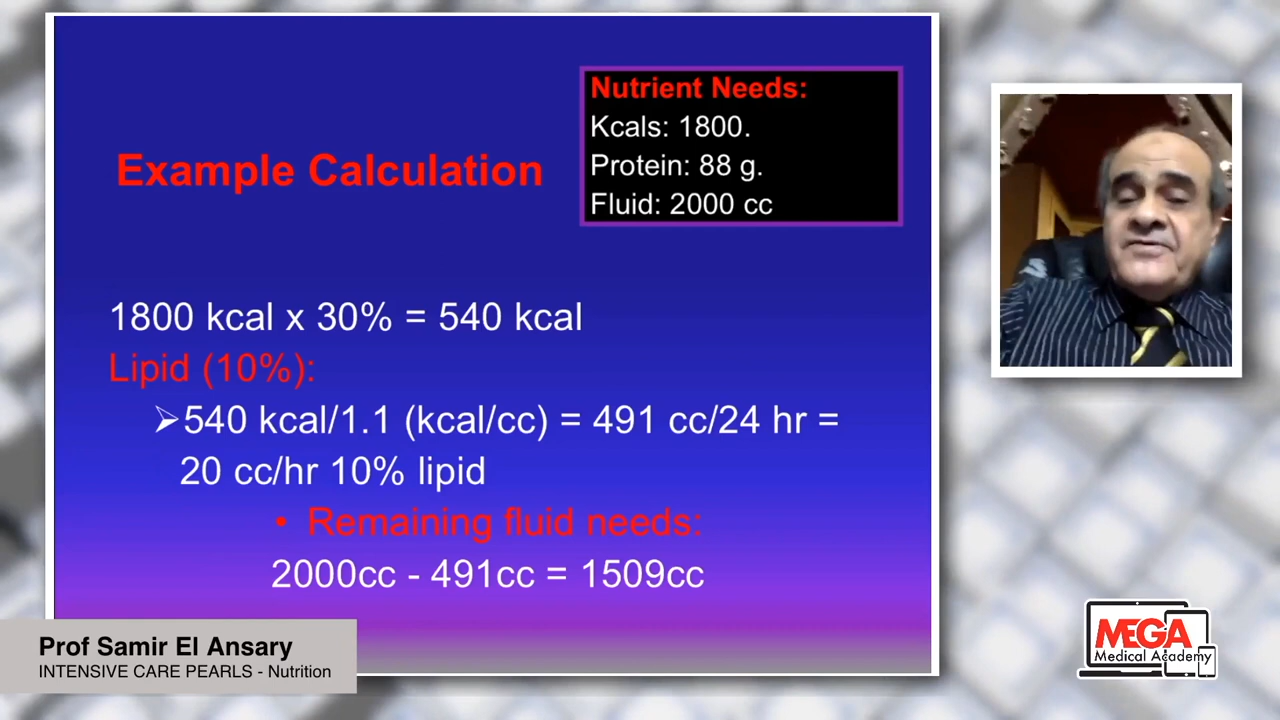 Nutrient Needs:
Kcals: 1800.
Protein: 88 g.
Fluid: 2000 cc
Example Calculation
1800 kcal x 30% = 540 kcal
Lipid (10%):
➢540 kcal/1.1 (kcal/cc) = 491 cc/24 hr =
20 cc/hr 10% lipid
• Remaining fluid needs:
2000cc - 491cc = 1509cc
Prof Samir El Ansary
INTENSIVE CARE PEARLS - Nutrition
MEGA
Medical Academy